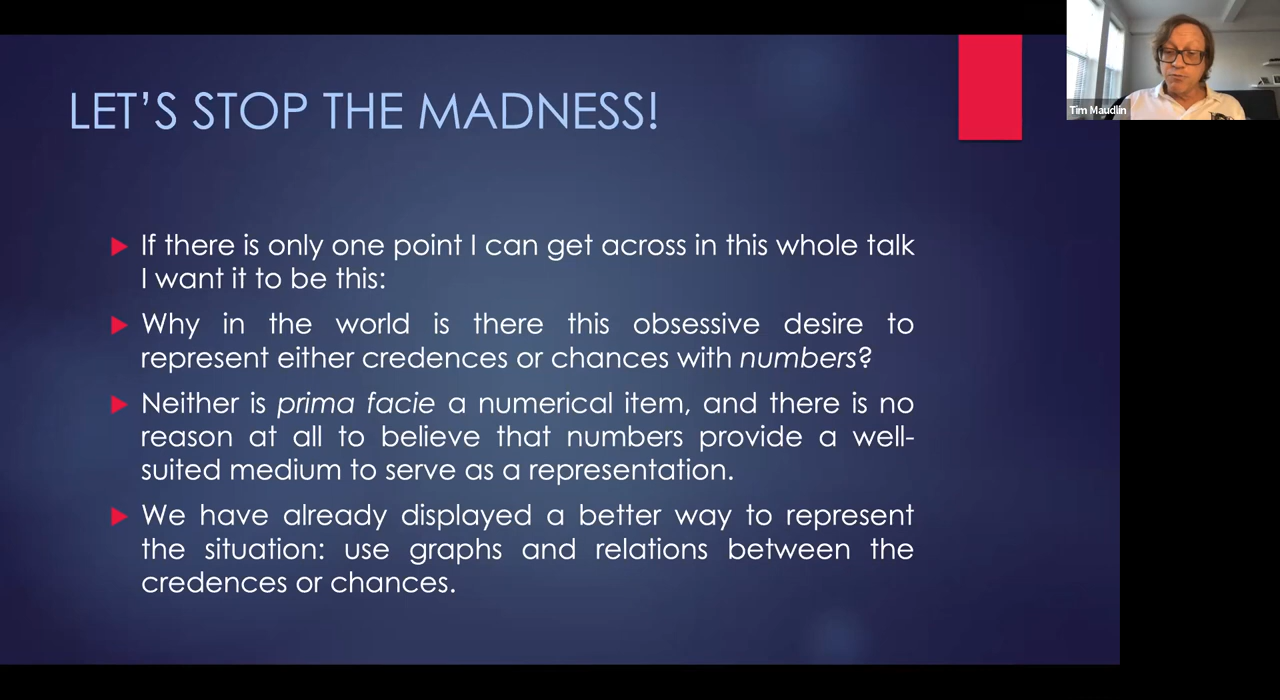 LET’S STOP THE MADNESS!
Tim Maudlin
If there is only one point I can get across in this whole talk
I want it to be this:
Why in the world is there this obsessive desire to
represent either credences or chances with numbers?
Neither is prima facie a numerical item, and there is no
reason at all to believe that numbers provide a well-
suited medium to serve as a representation.
We have already displayed a better way to represent
the situation: use graphs and relations between the
credences or chances.